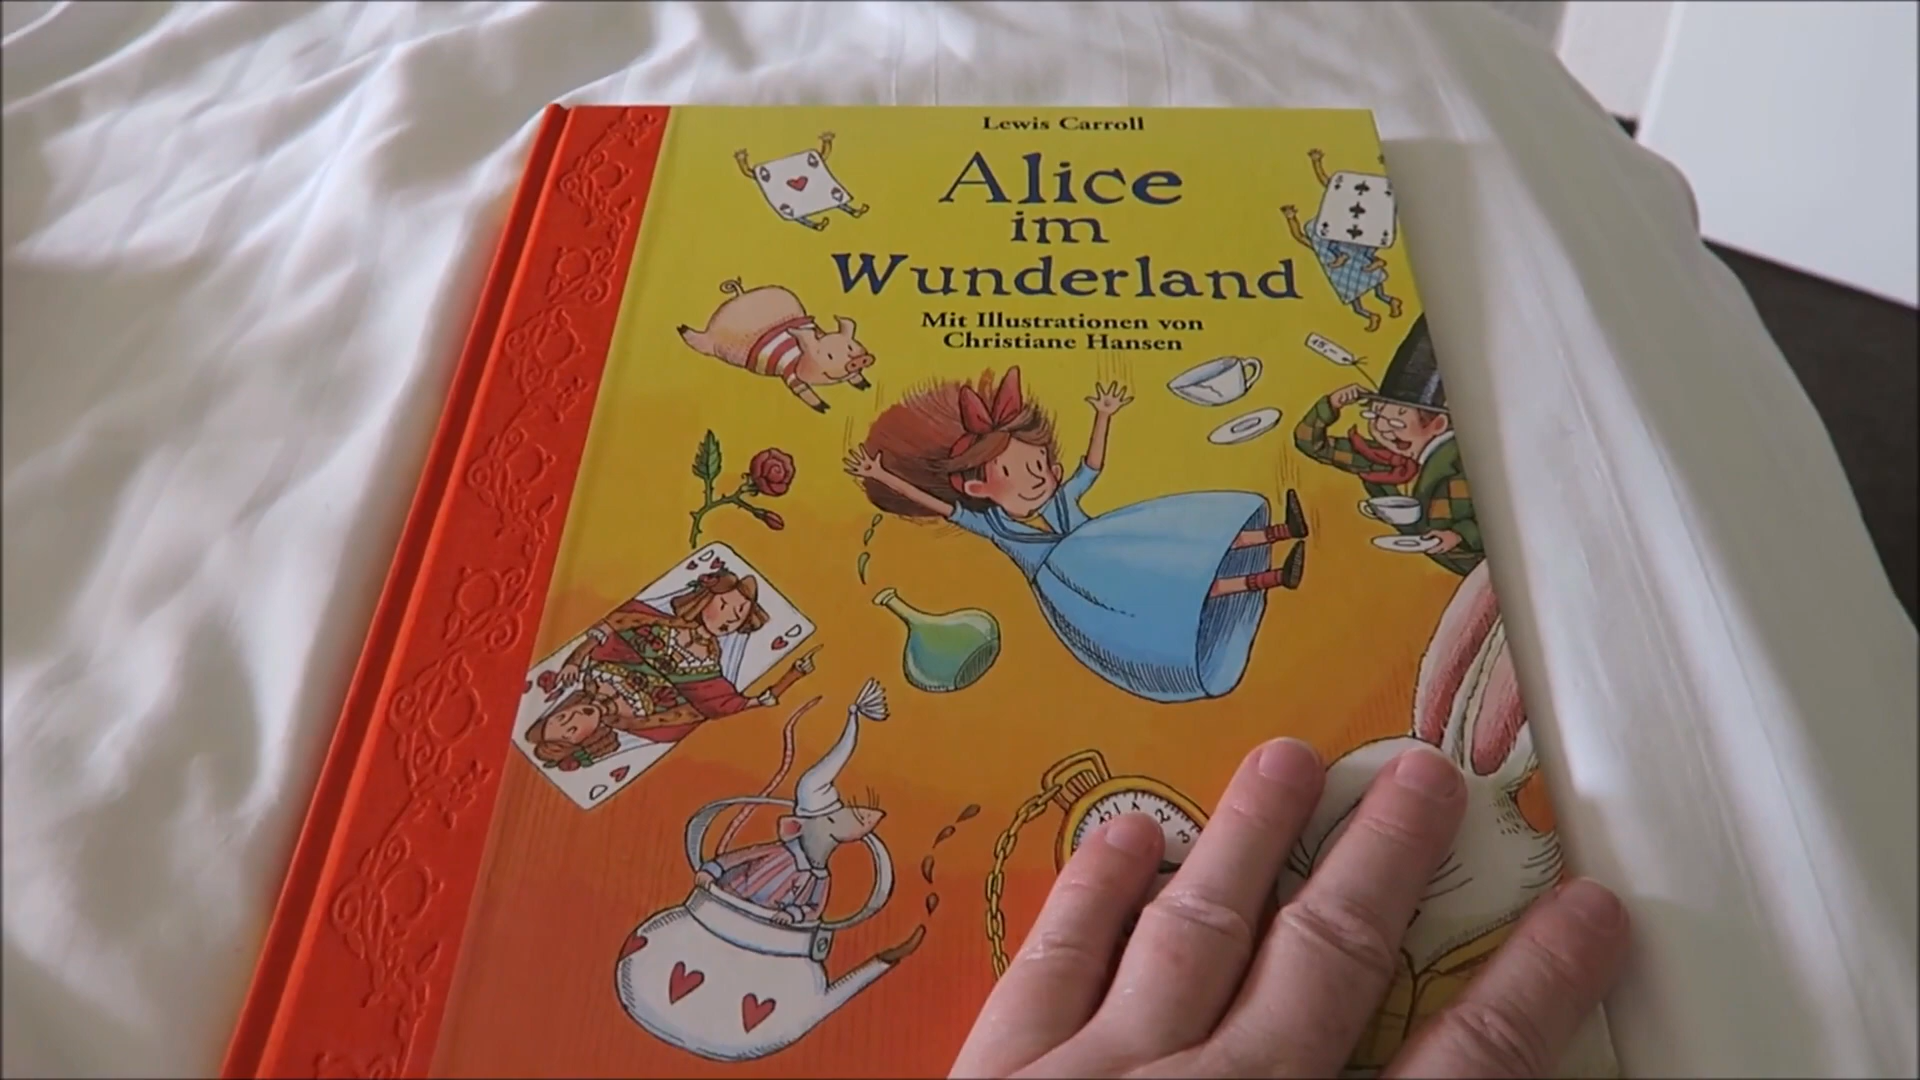 Lewis Carroll
Alice
im
Wunderland
Mit Illustrationen von
Christiane Hansen